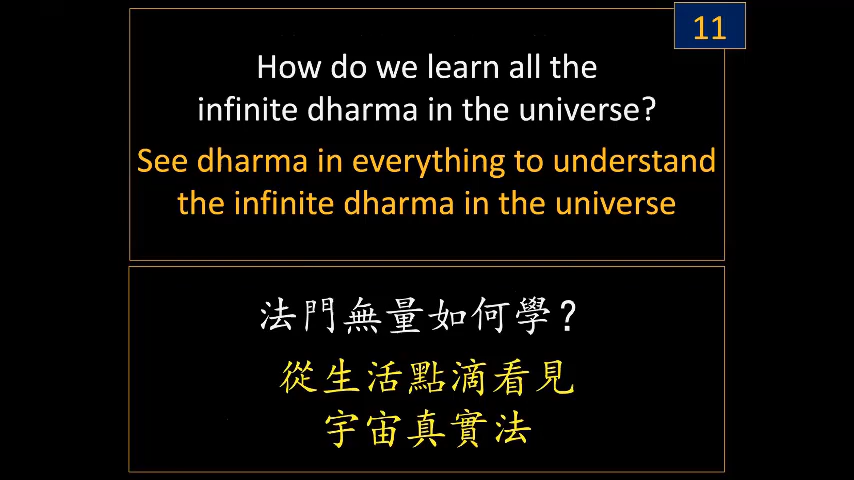 11
How do we learn all the
infinite dharma in the universe?
See dharma in everything to understand
the infinite dharma in the universe
法門無量如何學?
從生活點滴看見
宇宙真實法